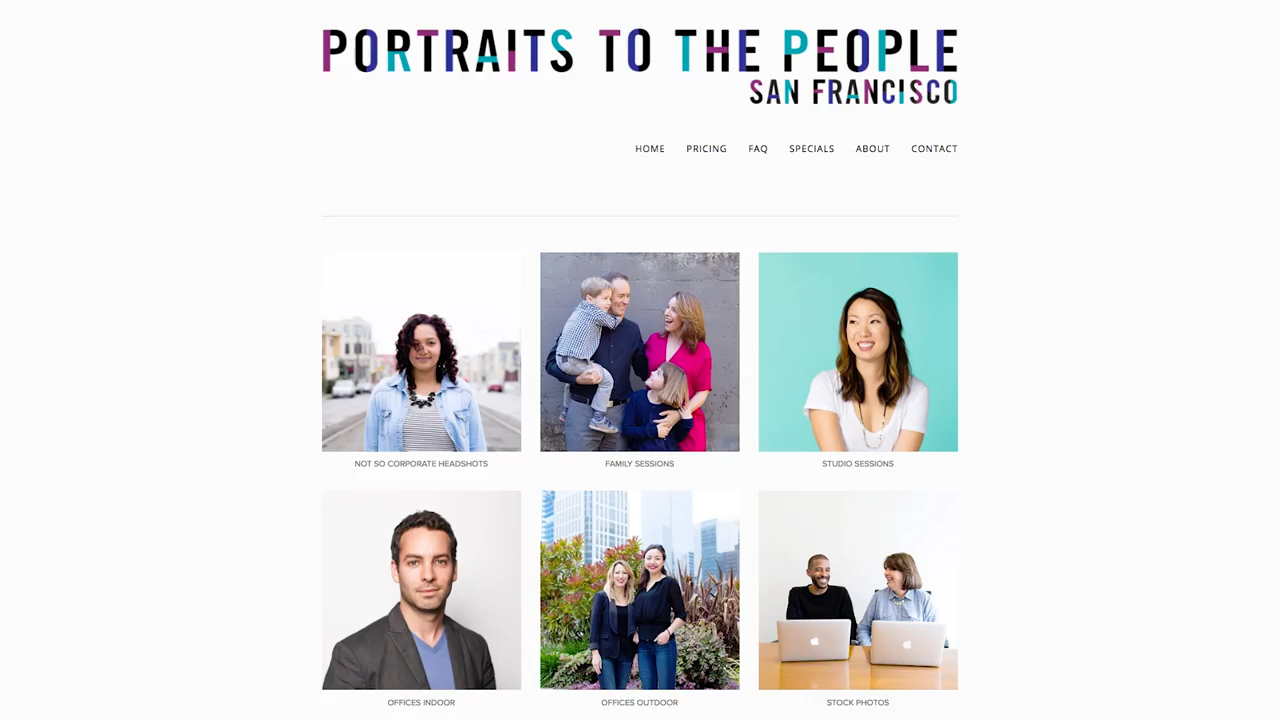 PORTRAITS TO THE PEOPLE
SAN FRANCISCO
HOME PRICING FAQ SPECIALS ABOUT CONTACT
NOT SO CORPORATE HEADSHOTS FAMILY SESSIONS STUDIO SESSIONS
OFFICES INDOOR OFFICES OUTDOOR STOCK PHOTOS